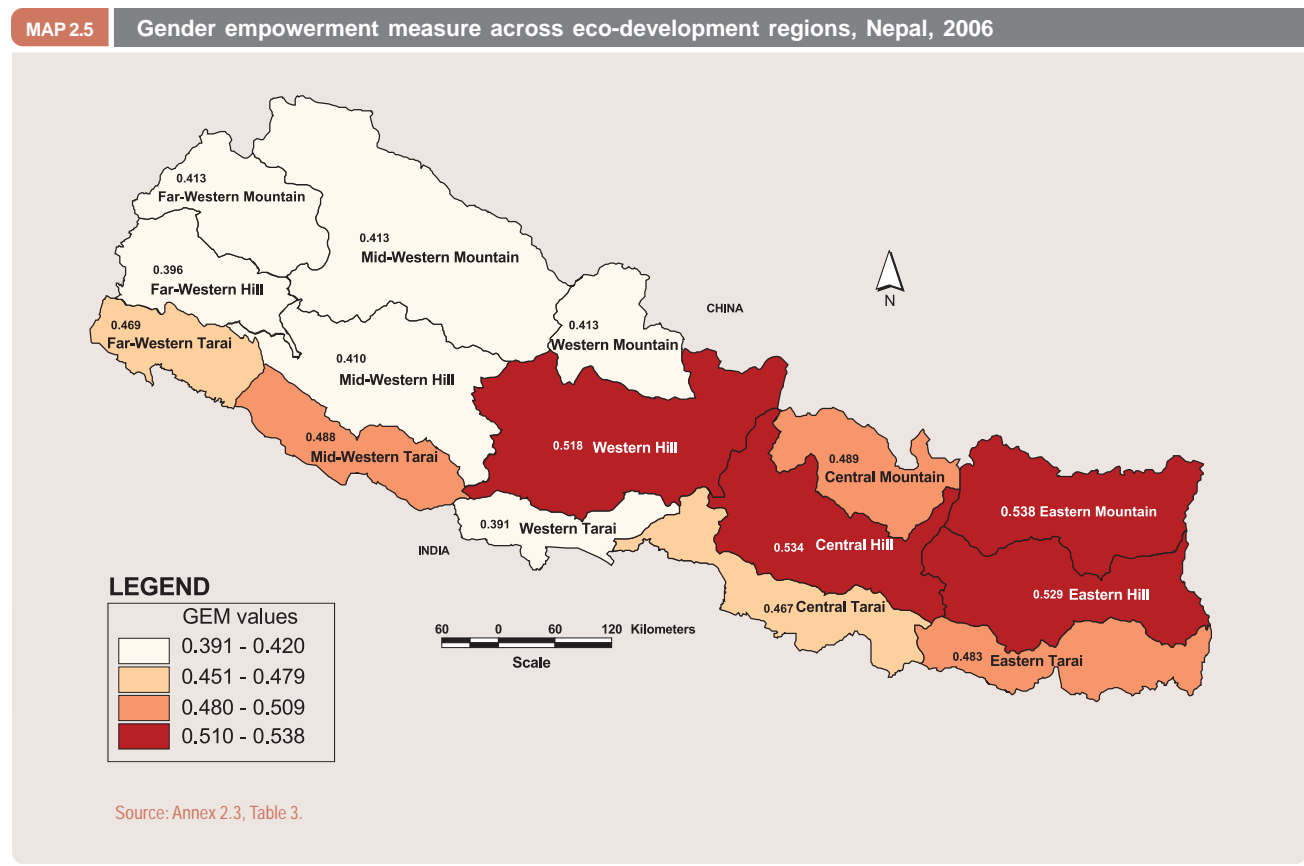 MAP 2.5 Gender empowerment measure across eco-development regions, Nepal, 2006
0.413
Far-Western Mountain
0.413
Mid-Western Mountain
0.396
Far-Western Hill
N
CHINA
0.469
Far-Western Tarai
0.413
Western Mountain
0.410
Mid-Western Hill
0.488
Mid-Western Tarai
0.518 Western Hill
0.489
Central Mountain
0.538 Eastern Mountain
0.391 Western Tarai
INDIA
0.534 Central Hill
0.529 Eastern Hill
0.467 Central Tarai
0.483 Eastern Tarai
60 0 60 120 Kilometers
Scale
LEGEND
GEM values
0.391 - 0.420
0.451 - 0.479
0.480 - 0.509
0.510 - 0.538
Source: Annex 2.3, Table 3.